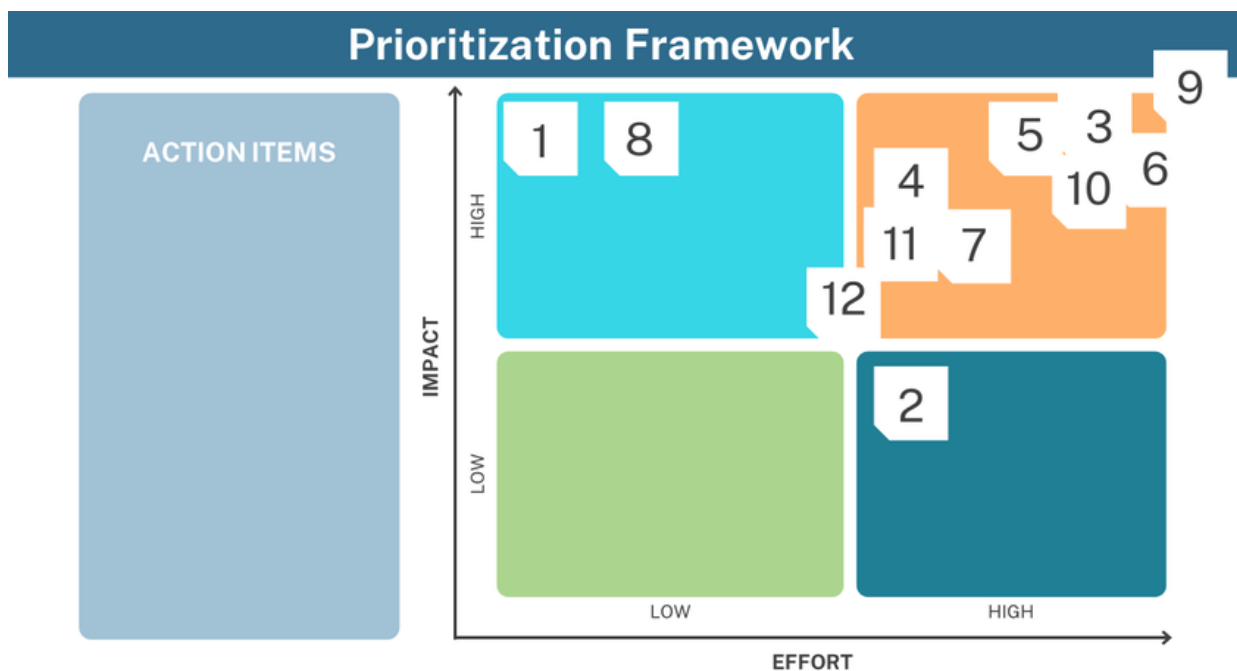 Prioritization Framework
ACTION ITEMS
IMPACT
HIGH
LOW
1
8
9
5
3
6
4
10
11
7
12
2
LOW
HIGH
EFFORT